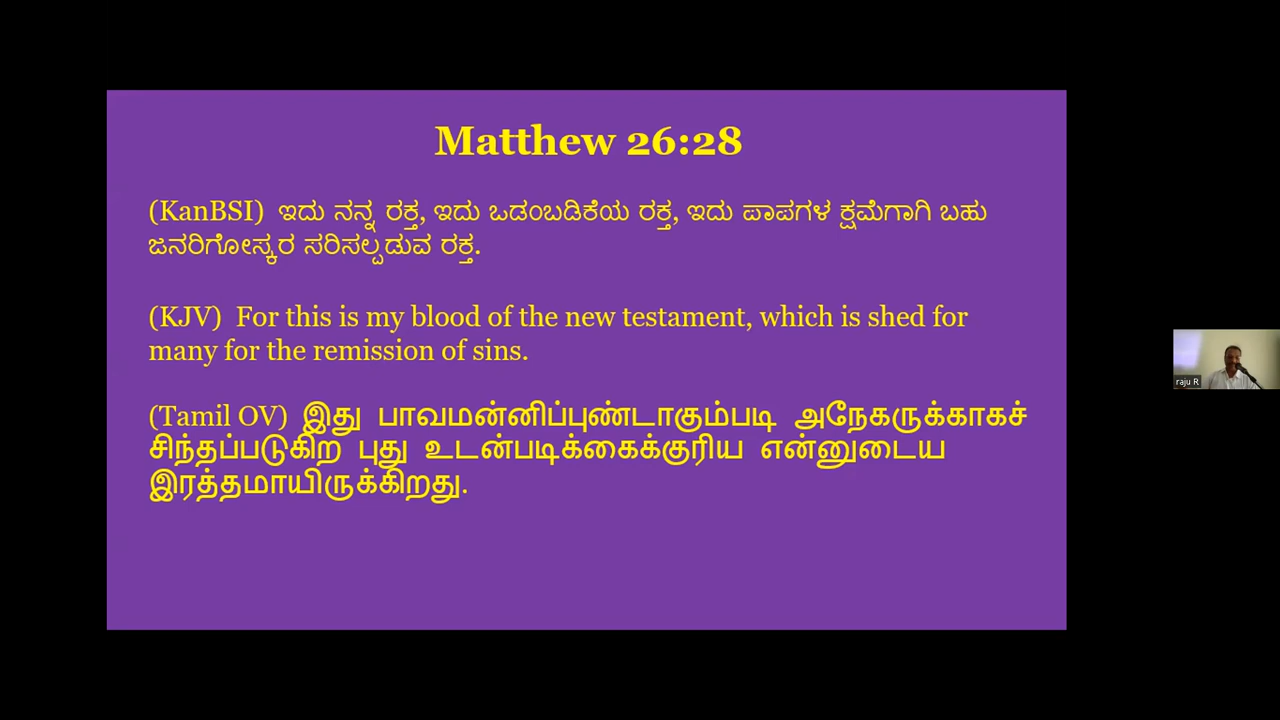 Matthew 26:28
(KanBSI) ಇದು ನನ್ನ ರಕ್ತ, ಇದು ಒಡಂಬಡಿಕೆಯ ರಕ್ತ, ಇದು ಪಾಪಗಳ ಕ್ಷಮೆಗಾಗಿ ಬಹು
ಜನರಿಗೋಸ್ಕರ ಸರಿಸಲ್ಪಡುವ ರಕ್ತ.
(KJV) For this is my blood of the new testament, which is shed for
many for the remission of sins.
(Tamil OV) இது பாவமன்னிப்புண்டாகும்படி அநேகருக்காகச்
சிந்தப்படுகிற புது உடன்படிக்கைக்குரிய என்னுடைய
இரத்தமாயிருக்கிறது.
raju R